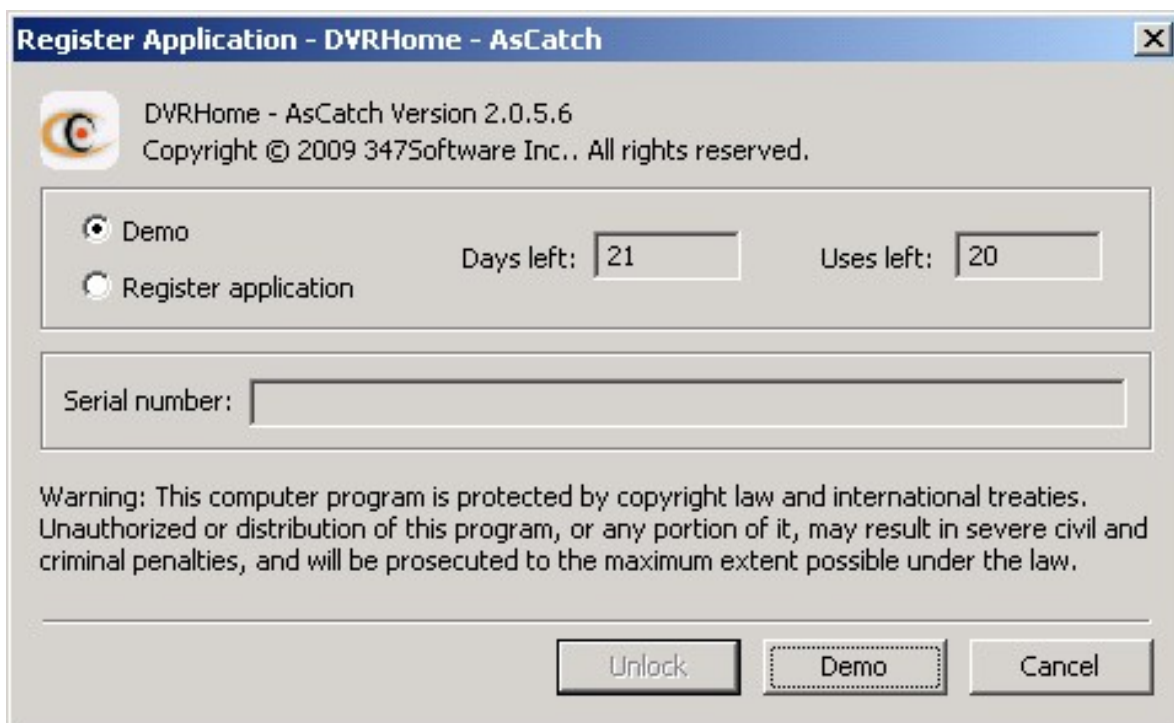 Register Application - DVRHome - AsCatch
DVRHome - AsCatch Version 2.0.5.6
Copyright © 2009 347Software Inc.. All rights reserved.
Demo
Days left: 21
Uses left: 20
Register application
Serial number:
Warning: This computer program is protected by copyright law and international treaties.
Unauthorized or distribution of this program, or any portion of it, may result in severe civil and
criminal penalties, and will be prosecuted to the maximum extent possible under the law.
Unlock
Demo
Cancel